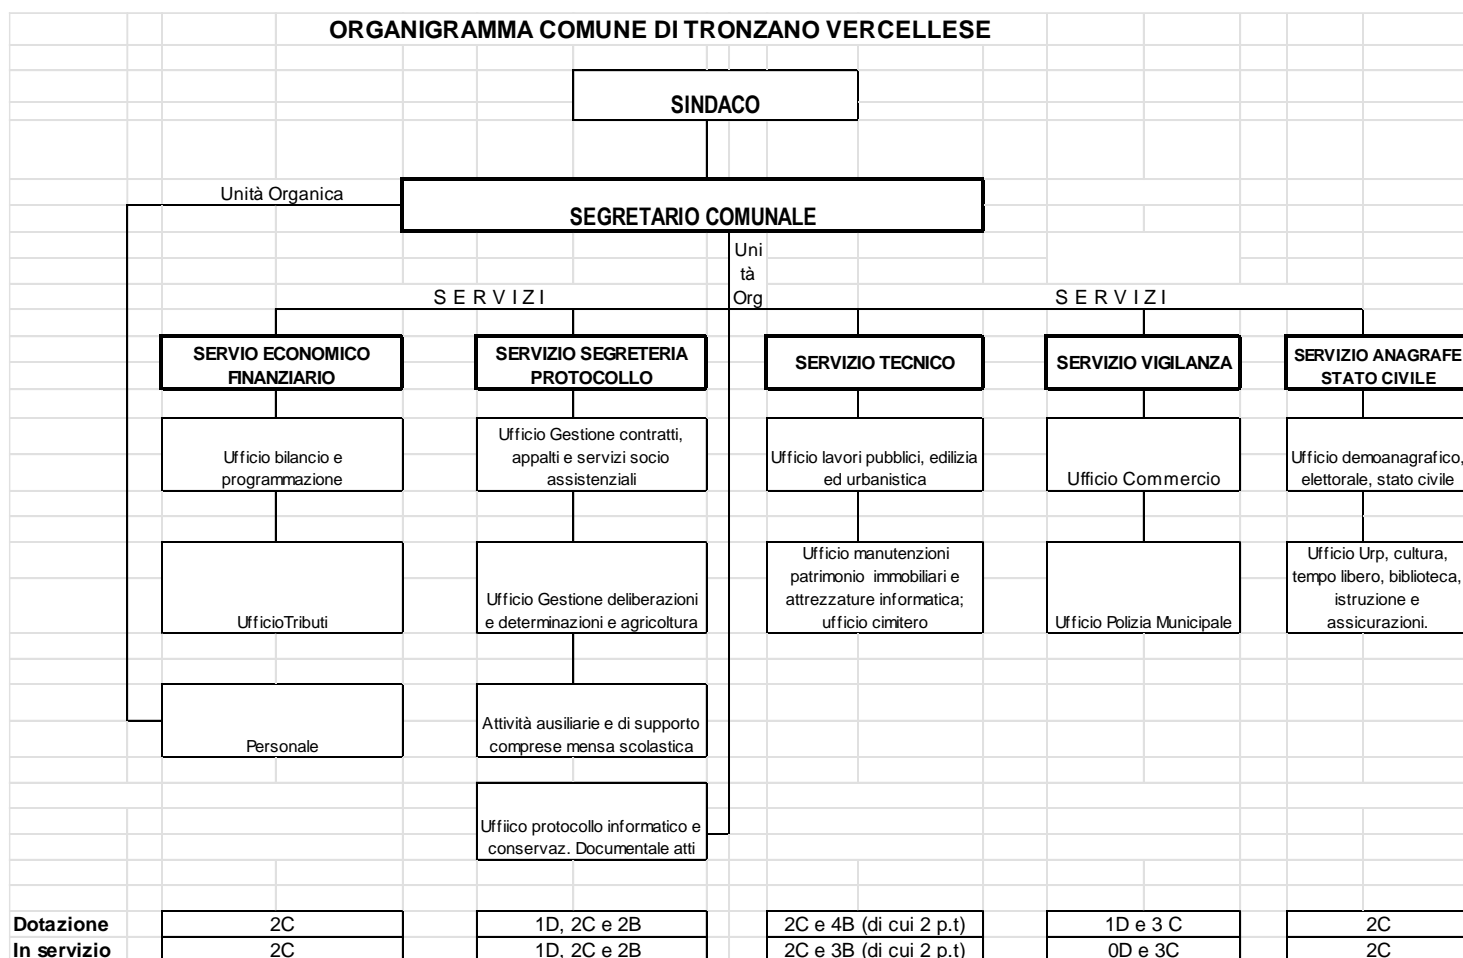 ORGANIGRAMMA COMUNE DI TRONZANO VERCELLESE
SINDACO
Unità Organica
SEGRETARIO COMUNALE
Uni
tà
Org
S E R V I Z I
S E R V I Z I
SERVIO ECONOMICO
FINANZIARIO
SERVIZIO SEGRETERIA
PROTOCOLLO
SERVIZIO TECNICO
SERVIZIO VIGILANZA
SERVIZIO ANAGRAFE
STATO CIVILE
Ufficio bilancio e
programmazione
Ufficio Gestione contratti,
appalti e servizi socio
assistenziali
Ufficio lavori pubblici, edilizia
ed urbanistica
Ufficio Commercio
Ufficio demoanagrafico,
elettorale, stato civile
UfficioTributi
Ufficio Gestione deliberazioni
e determinazioni e agricoltura
Ufficio manutenzioni
patrimonio immobiliari e
attrezzature informatica;
ufficio cimitero
Ufficio Polizia Municipale
Ufficio Urp, cultura,
tempo libero, biblioteca,
istruzione e
assicurazioni.
Personale
Attività ausiliarie e di supporto
comprese mensa scolastica
Uffiico protocollo informatico e
conservaz. Documentale atti
Dotazione 2C 1D, 2C e 2B 2C e 4B (di cui 2 p.t) 1D e 3 C 2C
In servizio 2C 1D, 2C e 2B 2C e 3B (di cui 2 p.t) 0D e 3C 2C